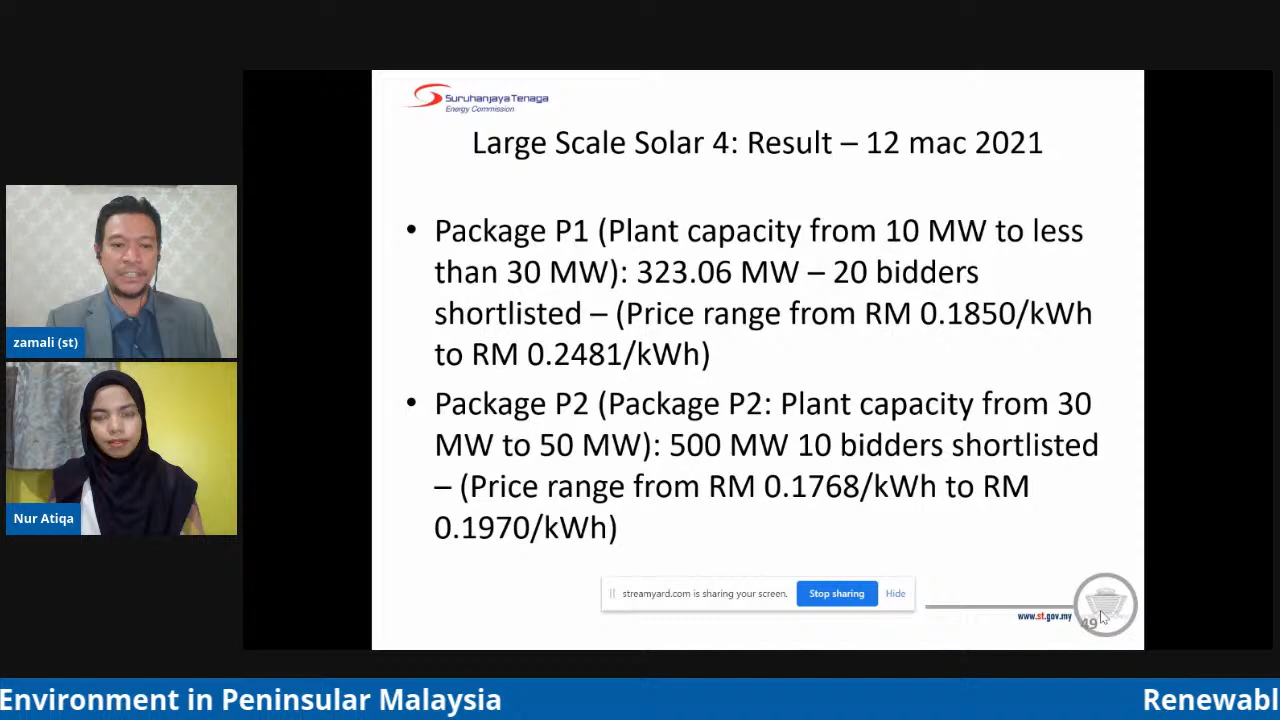 Suruhanjaya Tenaga
Energy Commission
Large Scale Solar 4: Result – 12 mac 2021
• Package P1 (Plant capacity from 10 MW to less
than 30 MW): 323.06 MW – 20 bidders
shortlisted – (Price range from RM 0.1850/kWh
to RM 0.2481/kWh)
• Package P2 (Package P2: Plant capacity from 30
MW to 50 MW): 500 MW 10 bidders shortlisted
– (Price range from RM 0.1768/kWh to RM
0.1970/kWh)
zamali (st)
Nur Atiqa
streamyard.com is sharing your screen. Stop sharing Hide
www.st.gov.my
49
Environment in Peninsular Malaysia Renewabl